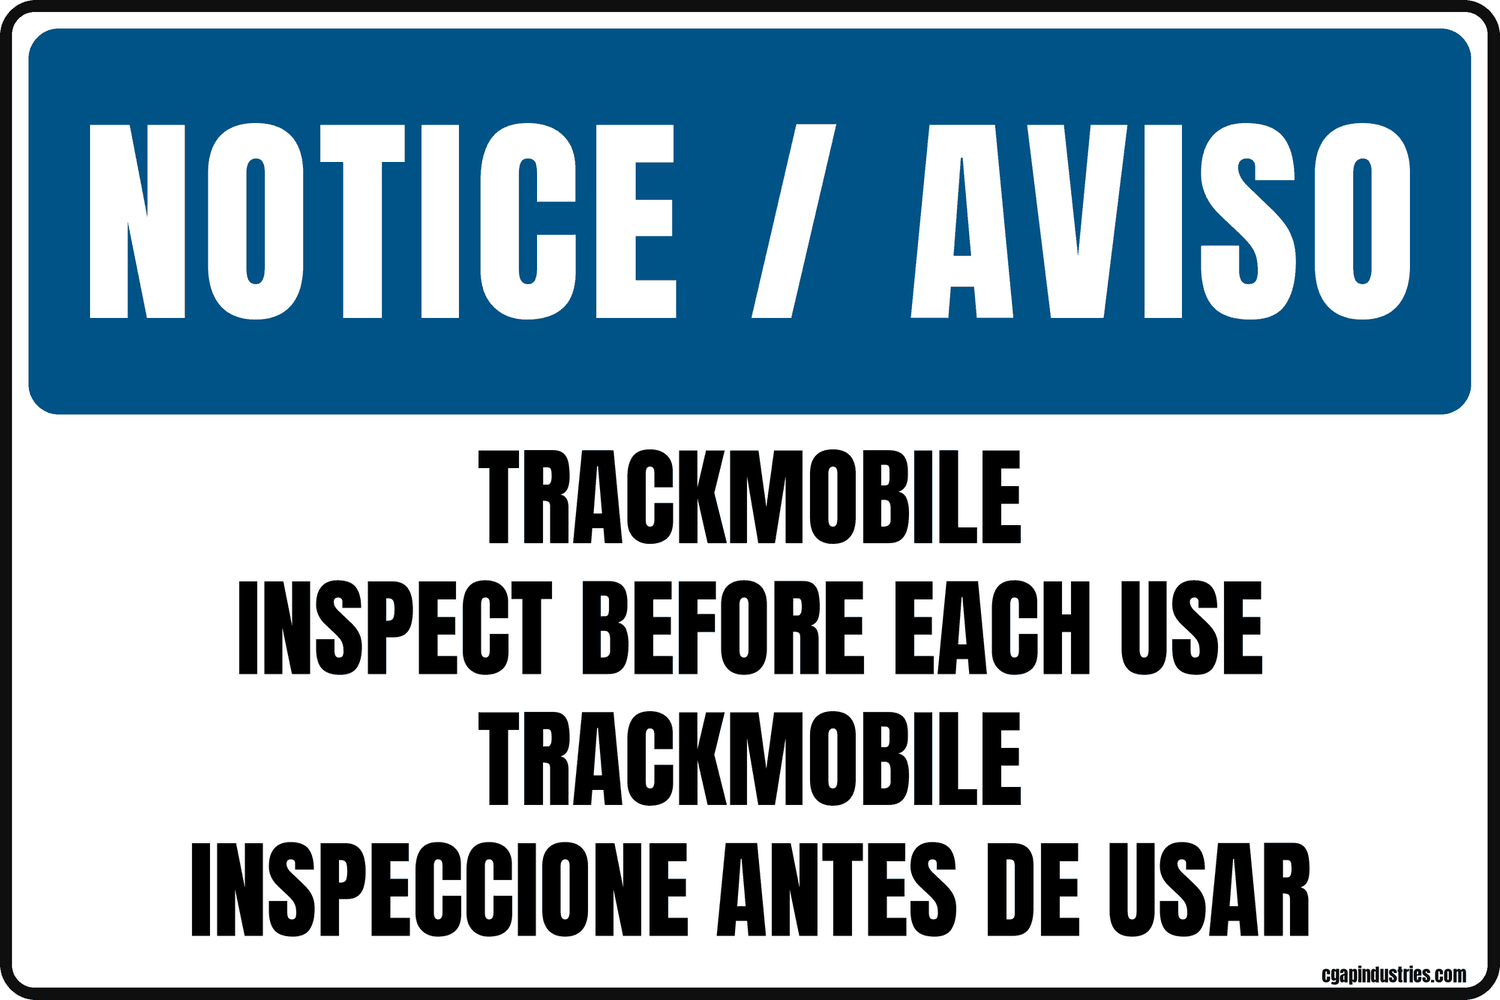 NOTICE / AVISO
TRACKMOBILE
INSPECT BEFORE EACH USE
TRACKMOBILE
INSPECCIONE ANTES DE USAR
cgapindustries.com